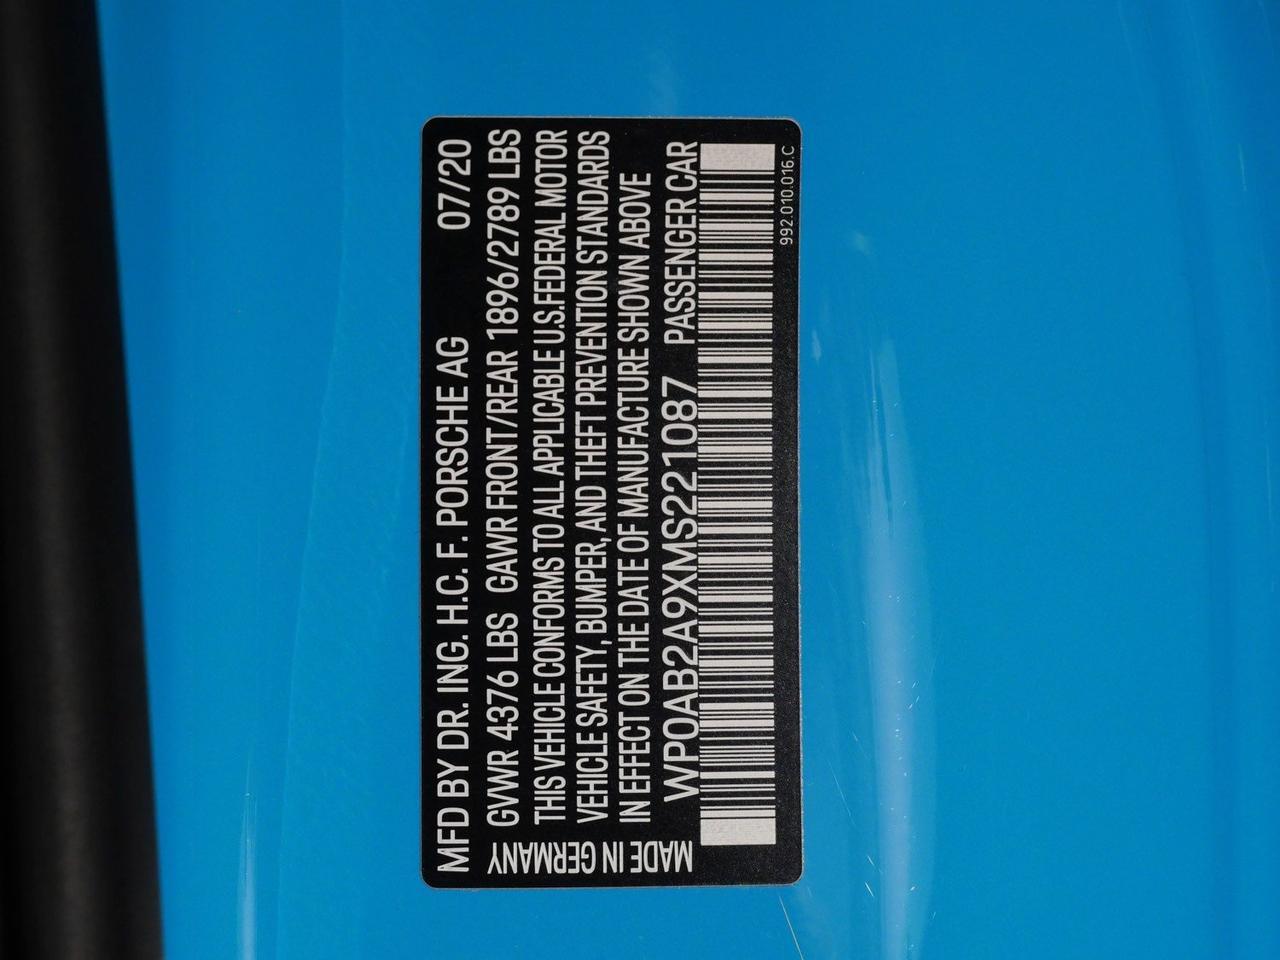 MFD BY DR. ING. H.C. F. PORSCHE AG 07/20
GVWR 4376 LBS GAWR FRONT/REAR 1896/2789 LBS
THIS VEHICLE CONFORMS TO ALL APPLICABLE U.S.FEDERAL MOTOR
VEHICLE SAFETY, BUMPER, AND THEFT PREVENTION STANDARDS
IN EFFECT ON THE DATE OF MANUFACTURE SHOWN ABOVE
WP0AB2A9XMS221087 PASSENGER CAR
MADE IN GERMANY
992.010.016.C